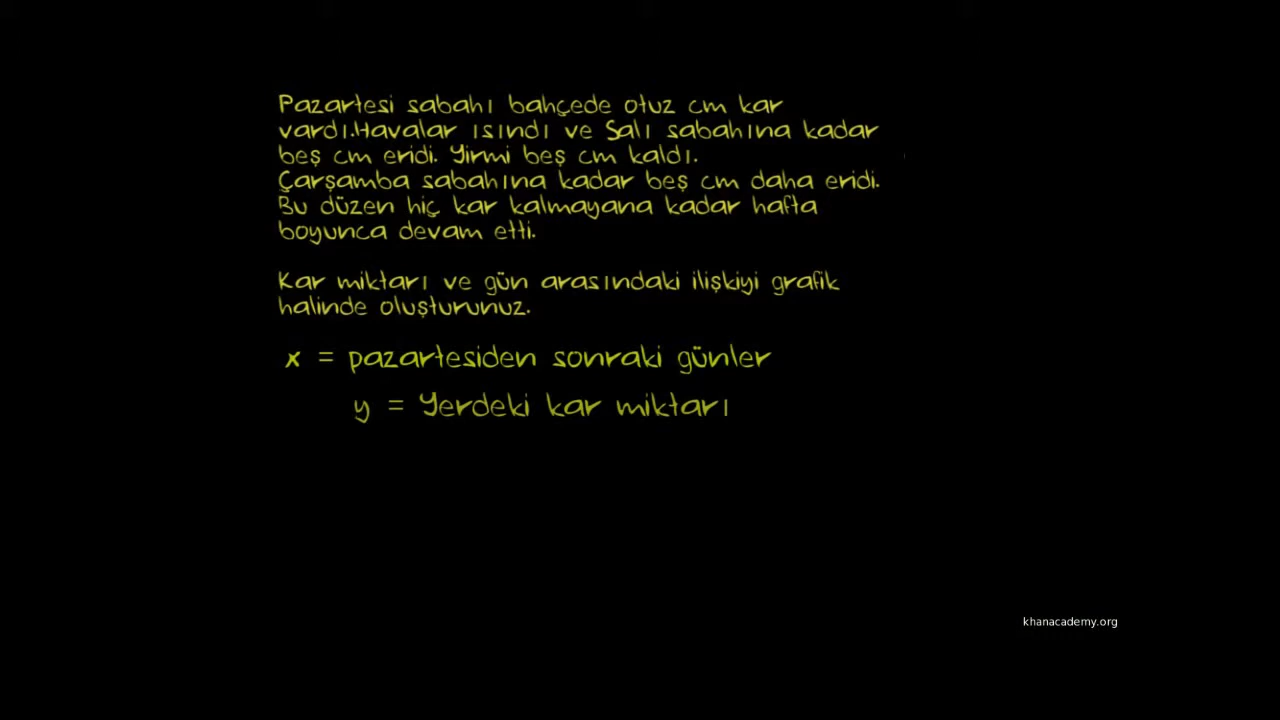 Pazartesi sabahı bahçede otuz cm kar
vardı.Havalar ısındı ve Salı sabahına kadar
beş cm eridi. Yirmi beş cm kaldı.
Çarşamba sabahına kadar beş cm daha eridi.
Bu düzen hiç kar kalmayana kadar hafta
boyunca devam etti.
Kar miktarı ve gün arasındaki ilişkiyi grafik
halinde oluşturunuz.
x = pazartesiden sonraki günler
y = Yerdeki kar miktarı
khanacademy.org